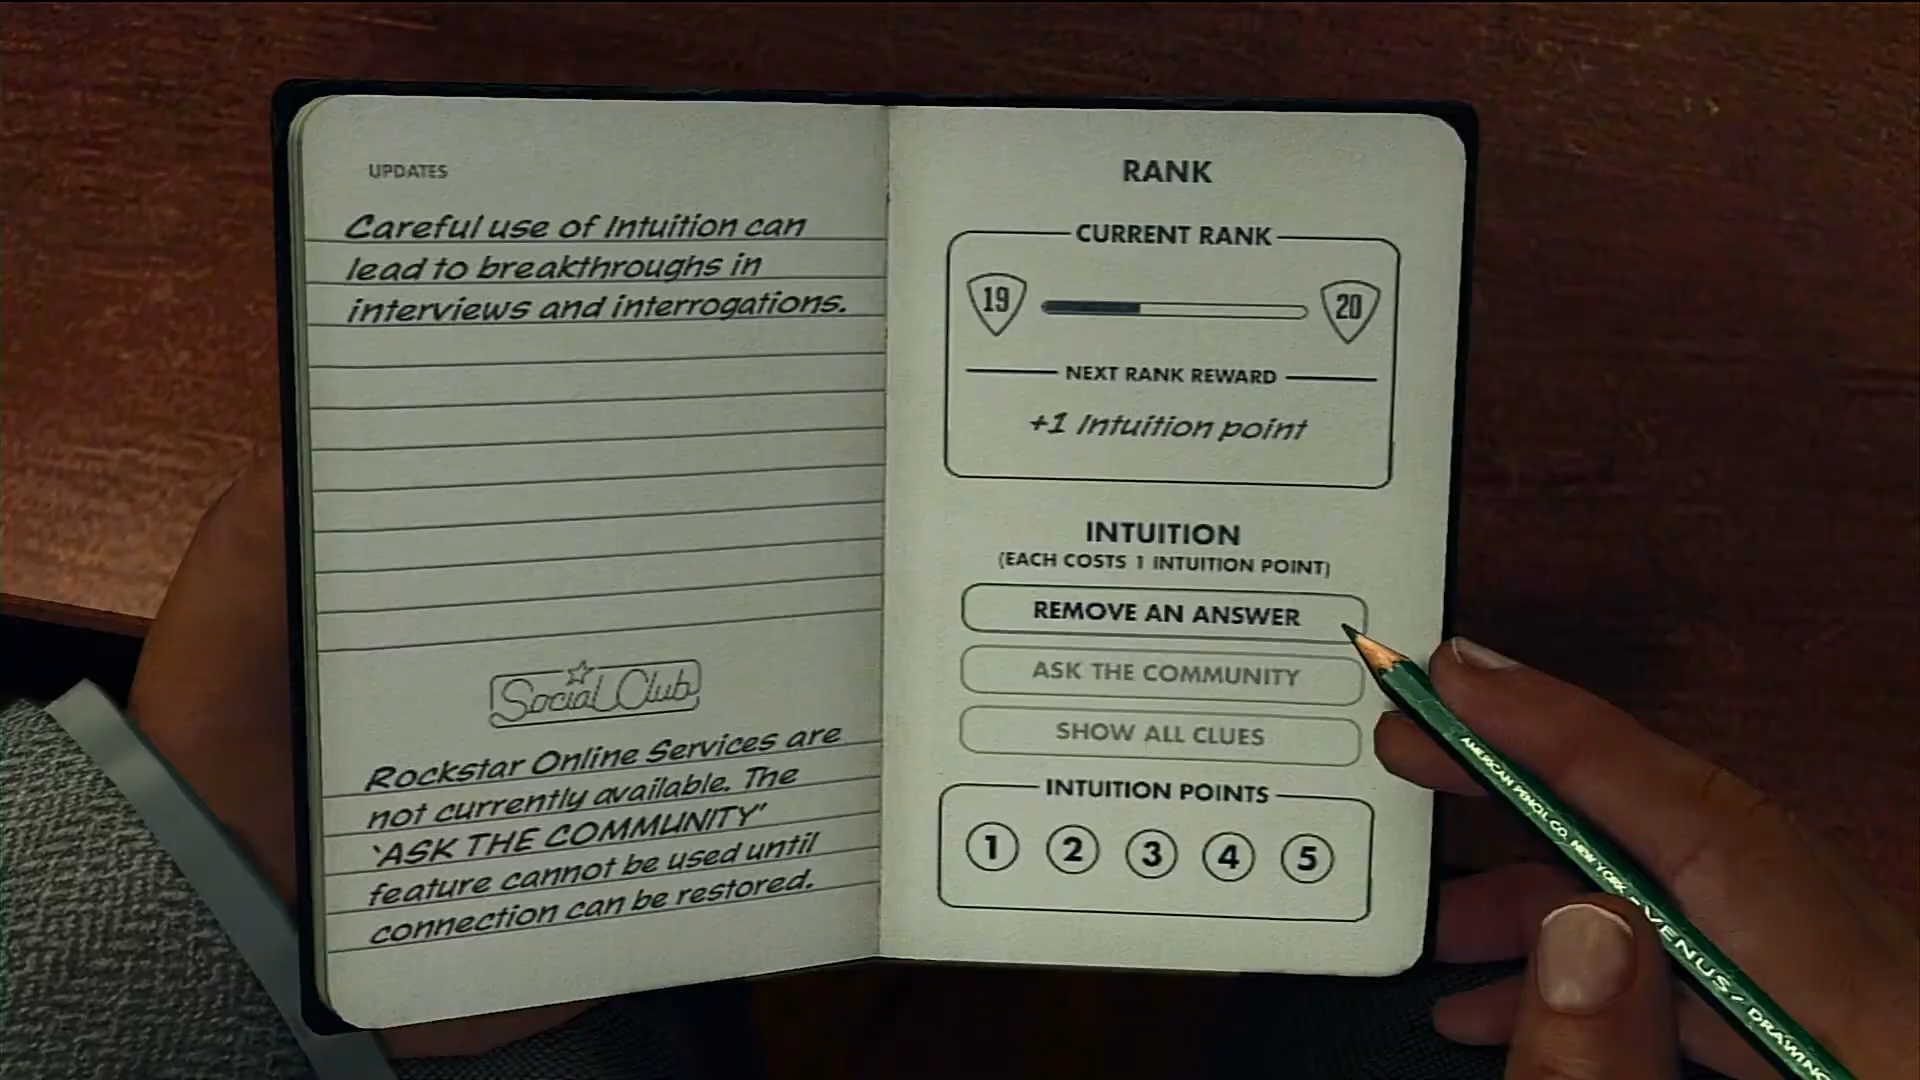 UPDATES
Careful use of Intuition can
lead to breakthroughs in
interviews and interrogations.
Social Club
Rockstar Online Services are
not currently available. The
'ASK THE COMMUNITY'
feature cannot be used until
connection can be restored.
RANK
CURRENT RANK
19
20
NEXT RANK REWARD
+1 Intuition point
INTUITION
(EACH COSTS 1 INTUITION POINT)
REMOVE AN ANSWER
ASK THE COMMUNITY
SHOW ALL CLUES
INTUITION POINTS
1 2 3 4 5
AMERICAN PENCIL CO. NEW YORK VENUS/DRAWING